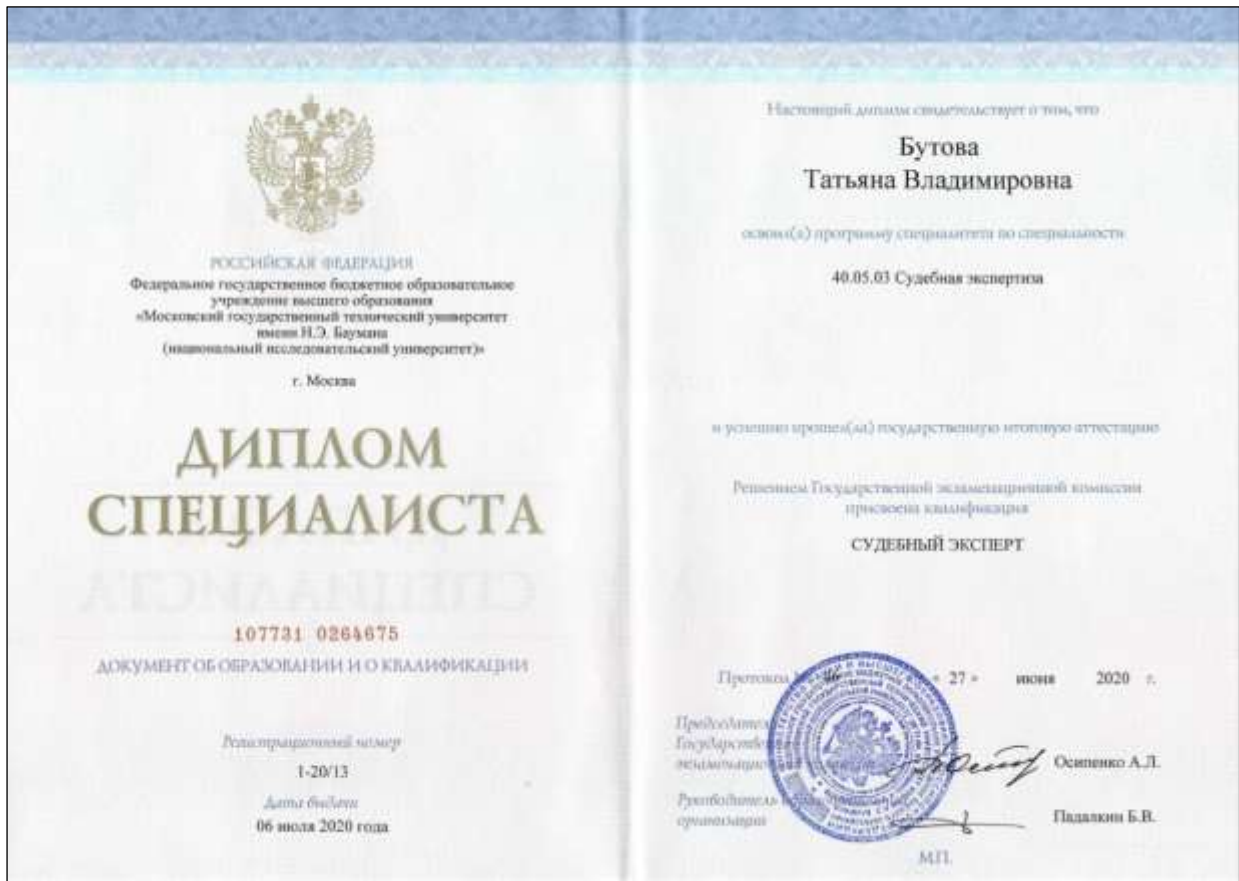 РОССИЙСКАЯ ФЕДЕРАЦИЯ
Федеральное государственное бюджетное образовательное
учреждение высшего образования
«Московский государственный технический университет
имени Н.Э. Баумана
(национальный исследовательский университет)»
г. Москва
ДИПЛОМ
СПЕЦИАЛИСТА
107731 0264675
ДОКУМЕНТ ОБ ОБРАЗОВАНИИ И О КВАЛИФИКАЦИИ
Регистрационный номер
1-20/13
Дата выдачи
06 июля 2020 года
Настоящий диплом свидетельствует о том, что
Бутова
Татьяна Владимировна
освоил(а) программу специалитета по специальности
40.05.03 Судебная экспертиза
и успешно прошел(ла) государственную итоговую аттестацию
Решением Государственной экзаменационной комиссии
присвоена квалификация
СУДЕБНЫЙ ЭКСПЕРТ
Протокол « 27 » июня 2020 г.
Председатель
Государственной
экзаменационной
Осипенко А.Л.
Руководитель
организации
Падалкин Б.В.
М.П.